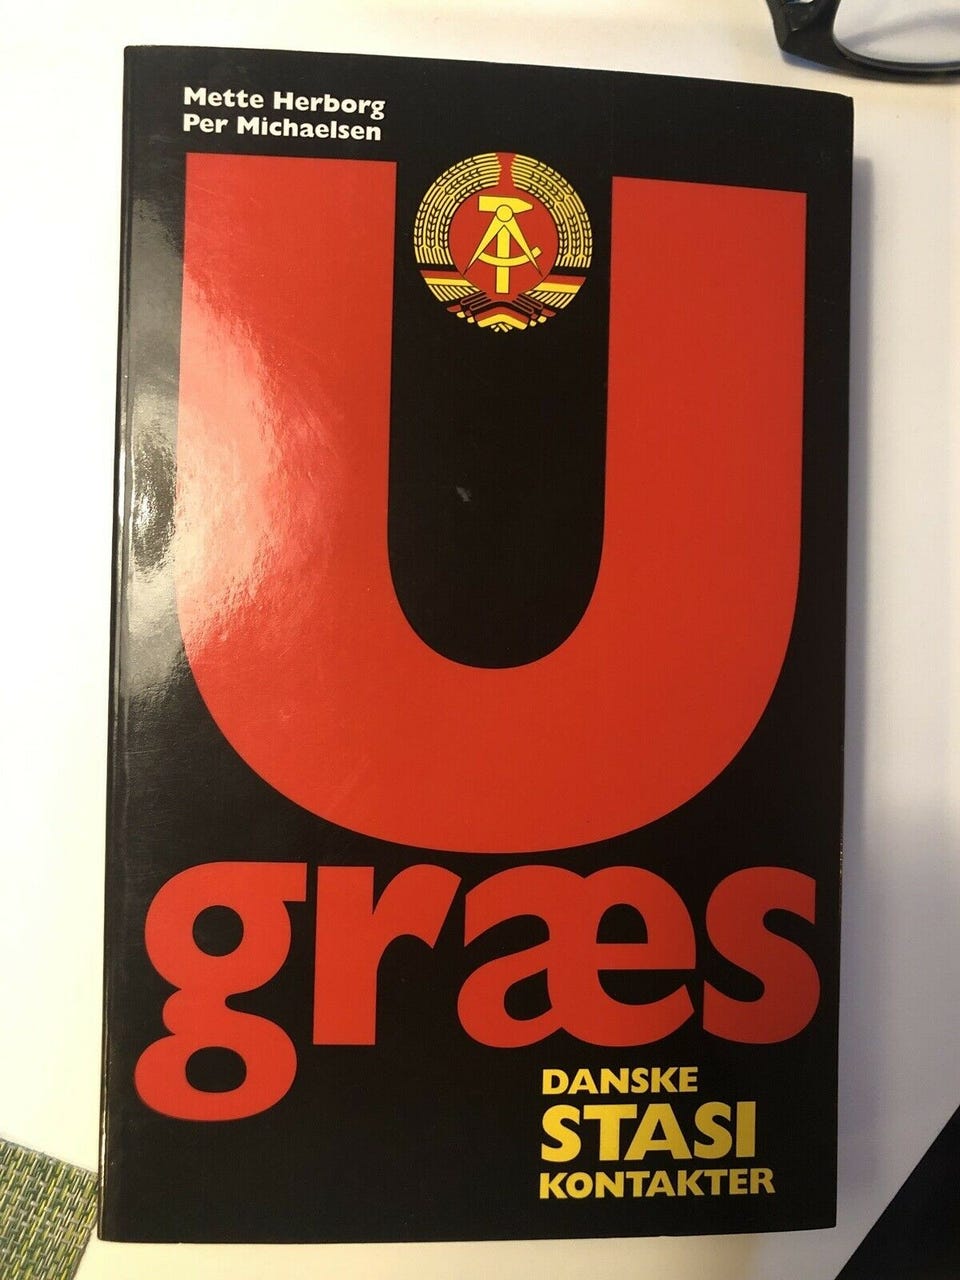 Mette Herborg
Per Michaelsen
U
græs
DANSKE
STASI
KONTAKTER